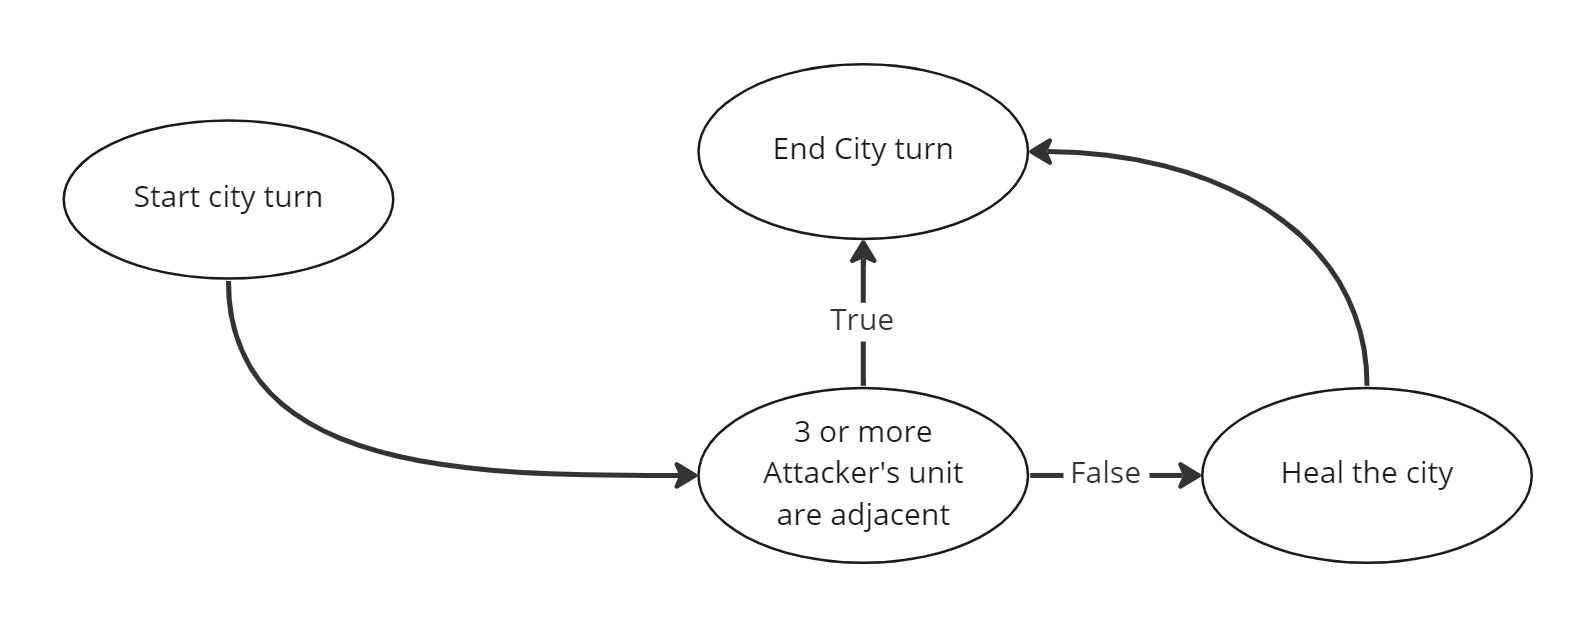 Start city turn
End City turn
True
3 or more
Attacker's unit
are adjacent
False
Heal the city